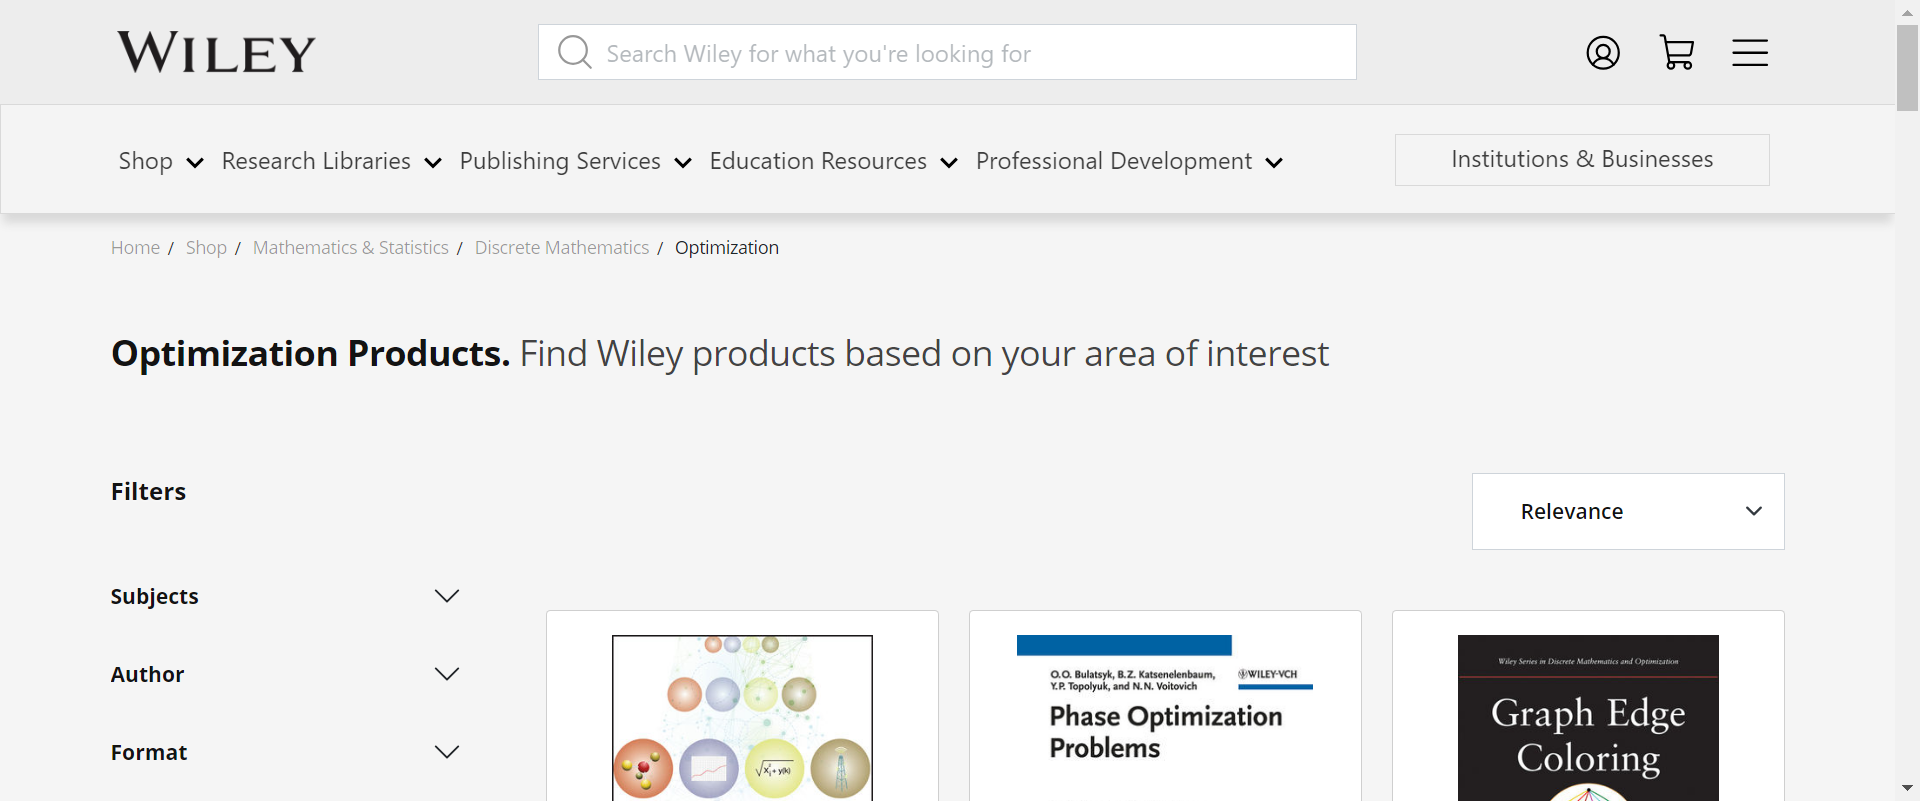 WILEY
Search Wiley for what you're looking for
Shop Research Libraries Publishing Services Education Resources Professional Development
Institutions & Businesses
Home / Shop / Mathematics & Statistics / Discrete Mathematics / Optimization
Optimization Products. Find Wiley products based on your area of interest
Filters
Relevance
Subjects
Author
Format
O.O. Bulatsyk, B.Z. Katsenelenbaum,
Y.P. Topolyuk, and N.N. Voitovich
WILEY-VCH
Phase Optimization
Problems
Wiley Series in Discrete Mathematics and Optimization
Graph Edge
Coloring